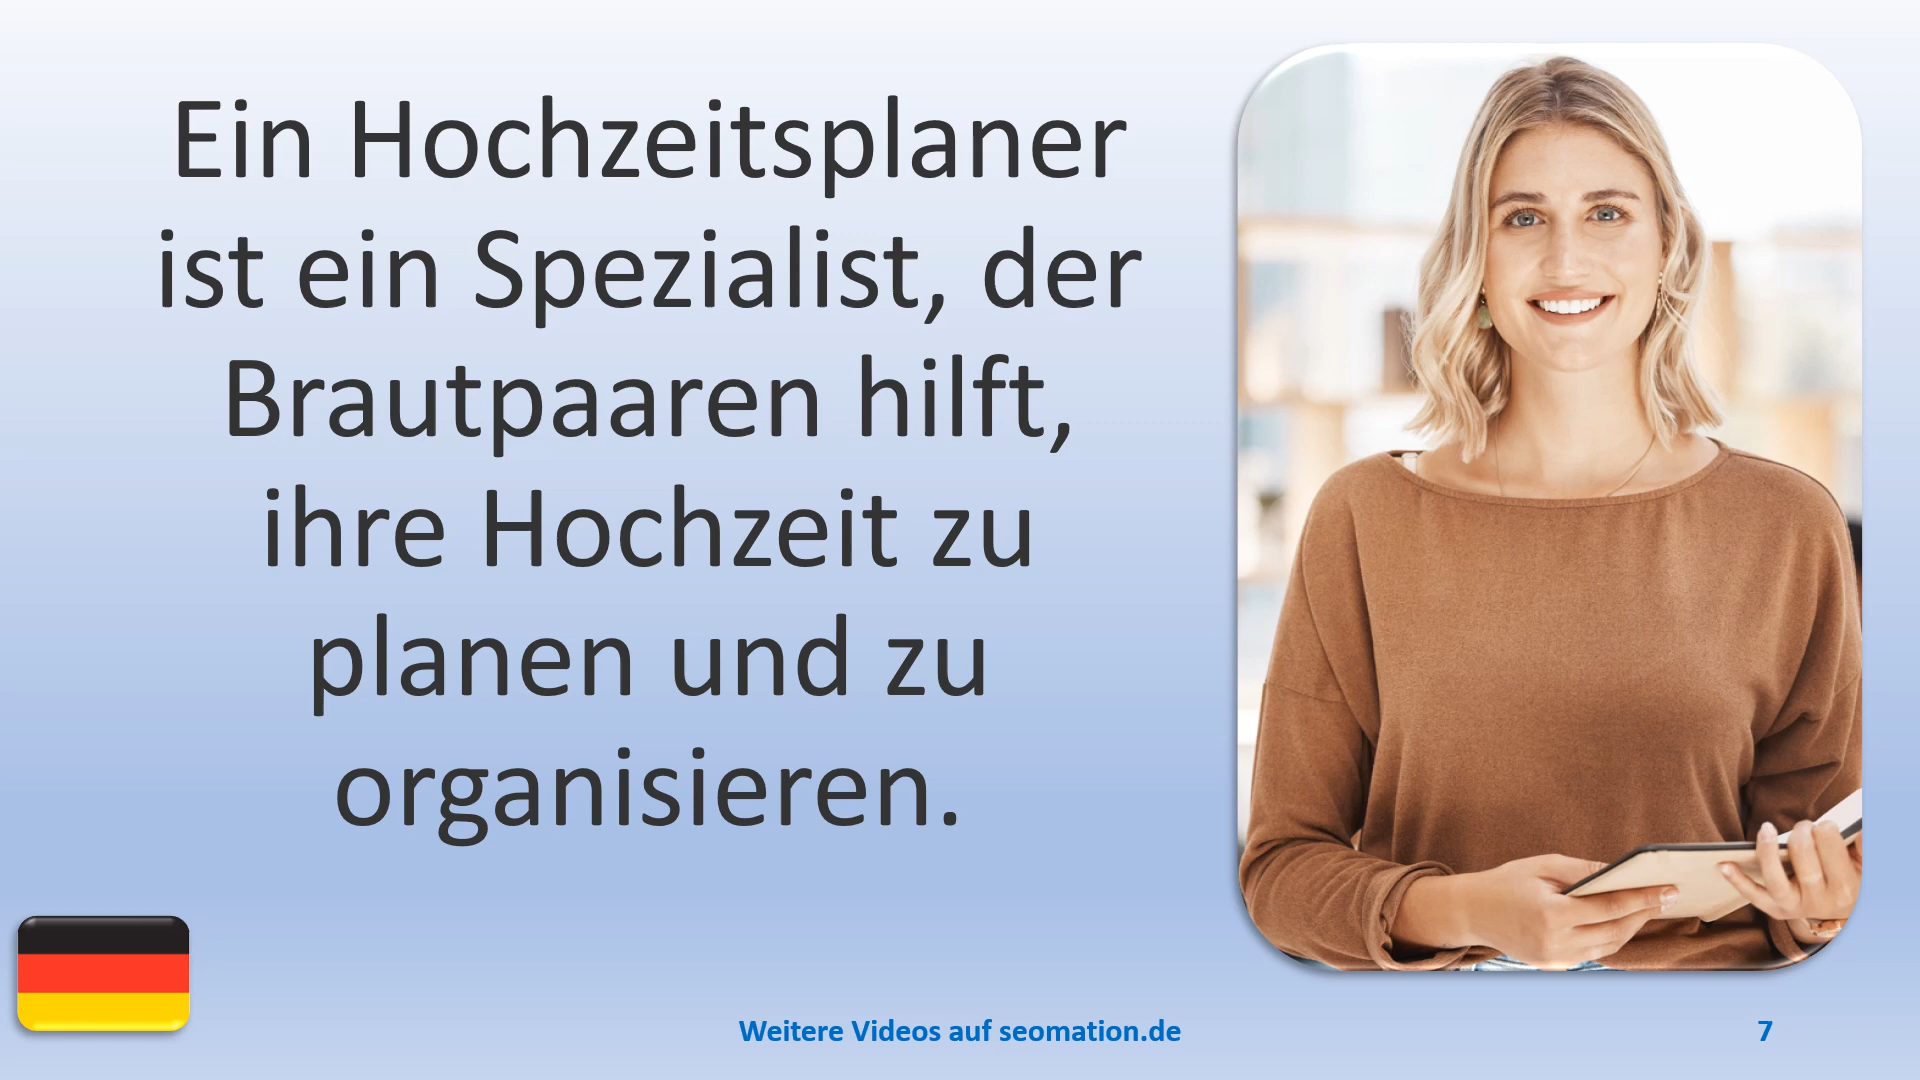 Ein Hochzeitsplaner
ist ein Spezialist, der
Brautpaaren hilft,
ihre Hochzeit zu
planen und zu
organisieren.
Weitere Videos auf seomation.de
7